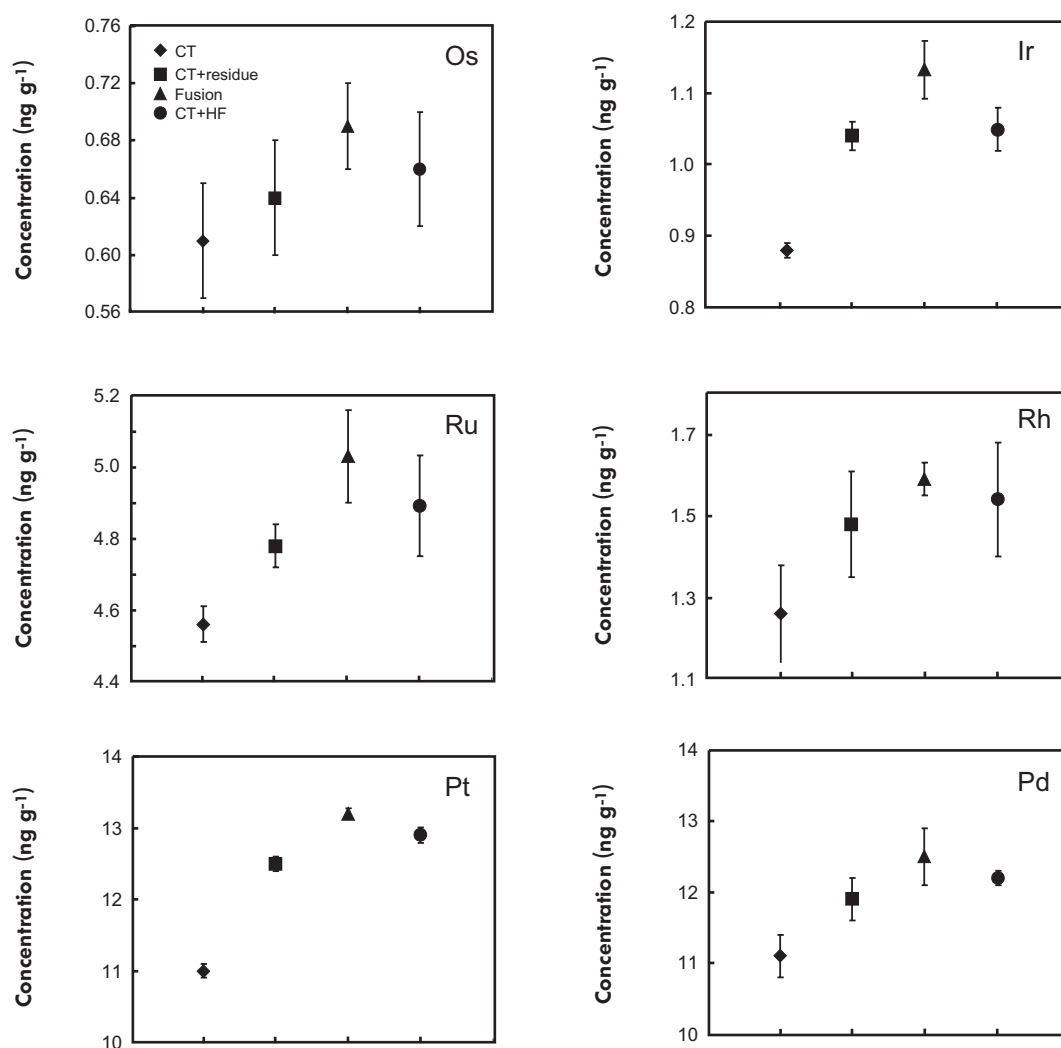 Concentration (ng g-1)
0.76
0.72
0.68
0.64
0.60
0.56
CT
CT+residue
Fusion
CT+HF
Os
Concentration (ng g-1)
1.2
1.1
1.0
0.9
0.8
Ir
Concentration (ng g-1)
5.2
5.0
4.8
4.6
4.4
Ru
Concentration (ng g-1)
1.7
1.5
1.3
1.1
Rh
Concentration (ng g-1)
14
13
12
11
10
Pt
Concentration (ng g-1)
14
13
12
11
10
Pd